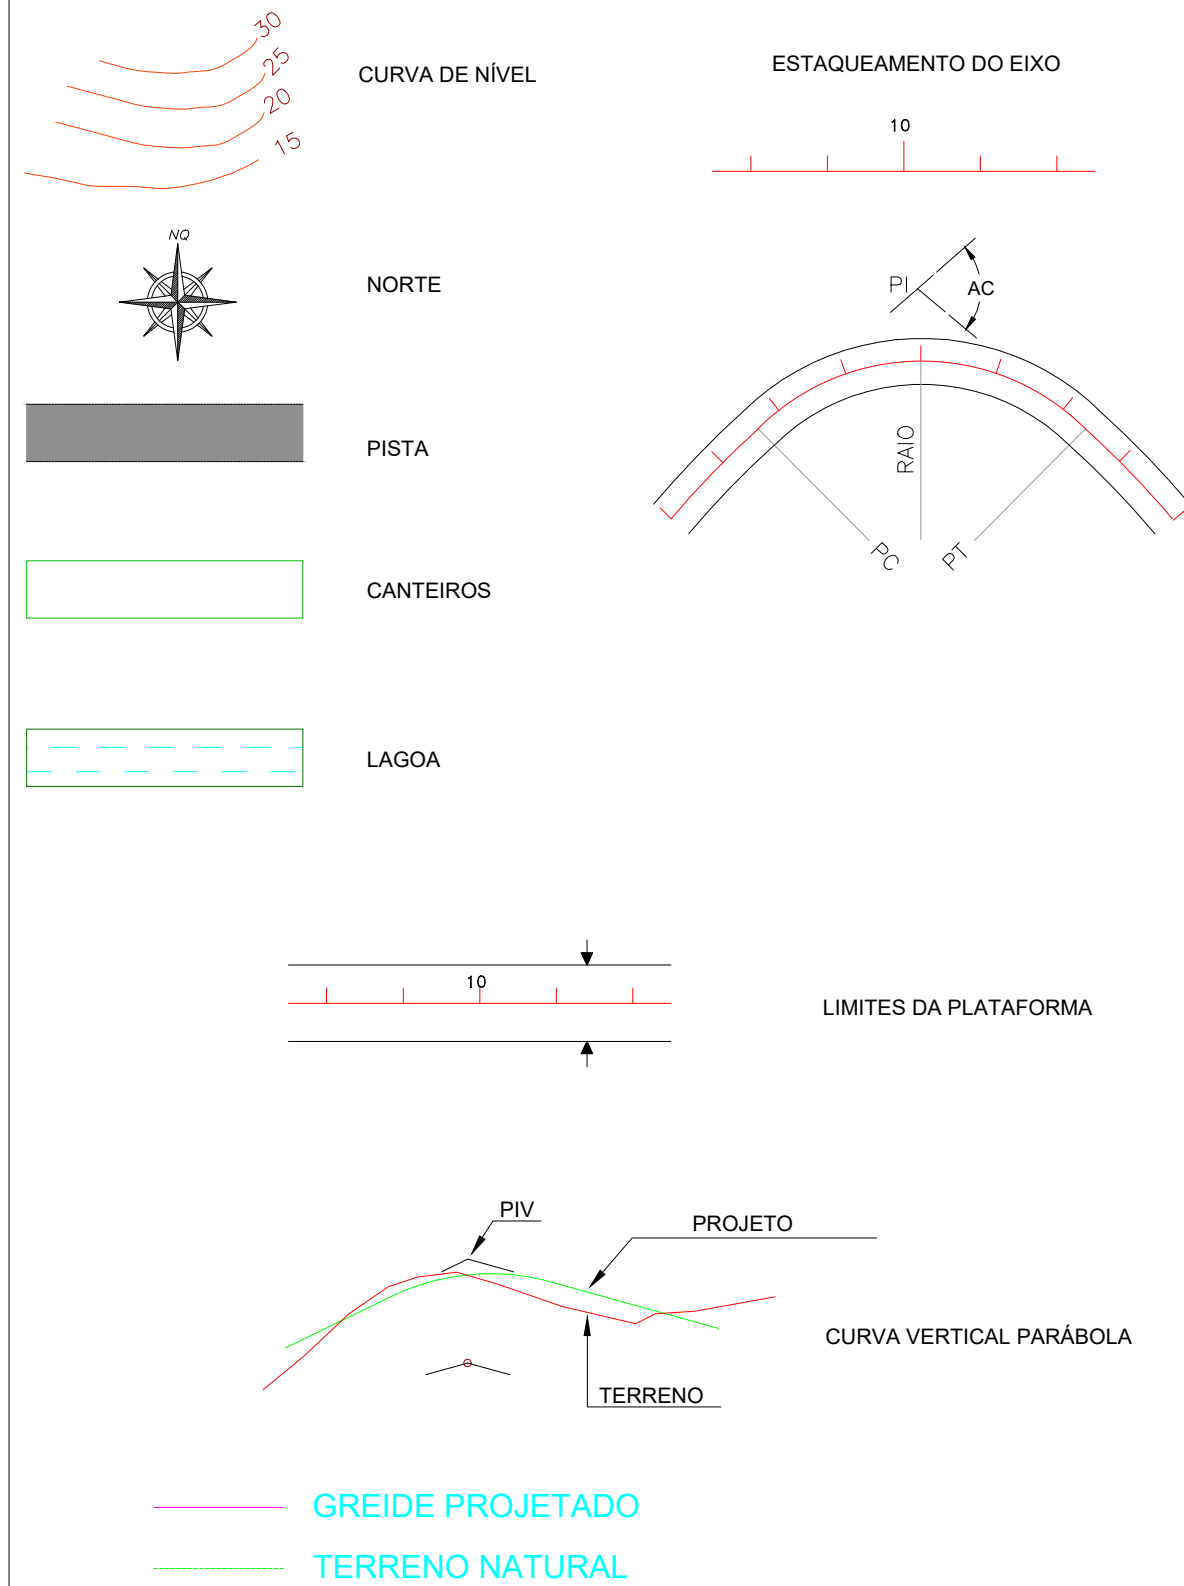 30
25
20
15
CURVA DE NÍVEL
ESTAQUEAMENTO DO EIXO
10
NQ
NORTE
PI
AC
RAIO
PC
PT
PISTA
CANTEIROS
LAGOA
10
LIMITES DA PLATAFORMA
PIV
PROJETO
CURVA VERTICAL PARÁBOLA
TERRENO
GREIDE PROJETADO
TERRENO NATURAL